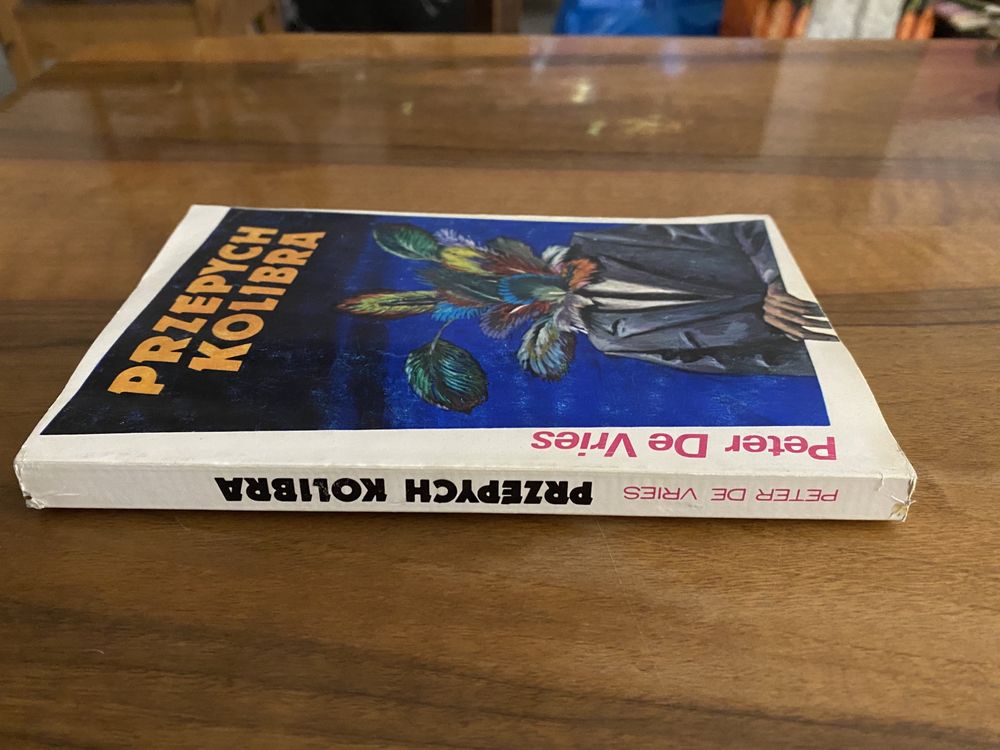 PRZEPYCH
KOLIBRA
Peter De Vries
PETER DE VRIES PRZEPYCH KOLIBRA